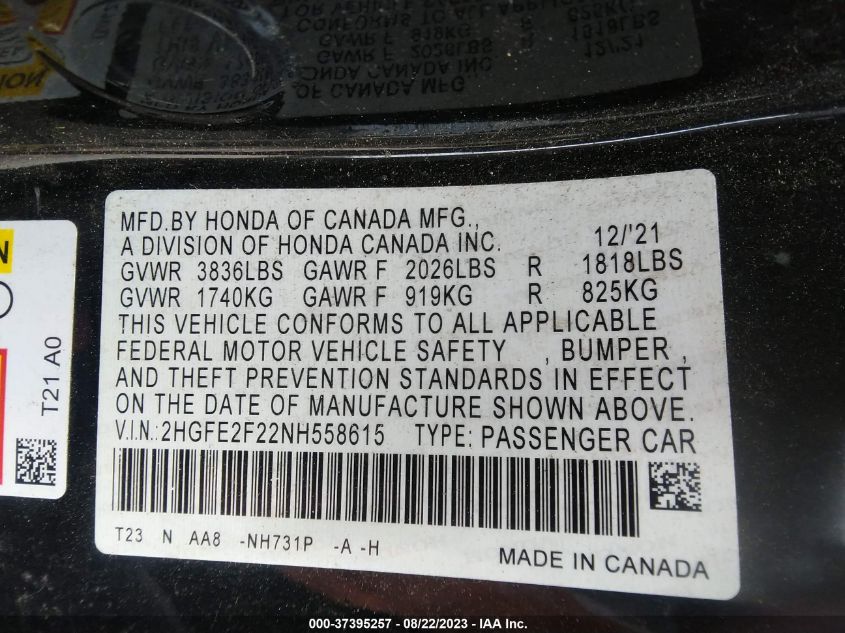 MFD.BY HONDA OF CANADA MFG.,
A DIVISION OF HONDA CANADA INC. 12/'21
GVWR 3836LBS GAWR F 2026LBS R 1818LBS
GVWR 1740KG GAWR F 919KG R 825KG
THIS VEHICLE CONFORMS TO ALL APPLICABLE
FEDERAL MOTOR VEHICLE SAFETY , BUMPER ,
AND THEFT PREVENTION STANDARDS IN EFFECT
ON THE DATE OF MANUFACTURE SHOWN ABOVE.
V.I.N.: 2HGFE2F22NH558615 TYPE: PASSENGER CAR
T23 N AA8 -NH731P -A -H
MADE IN CANADA
T21 A0
000-37395257 - 08/22/2023 - IAA Inc.